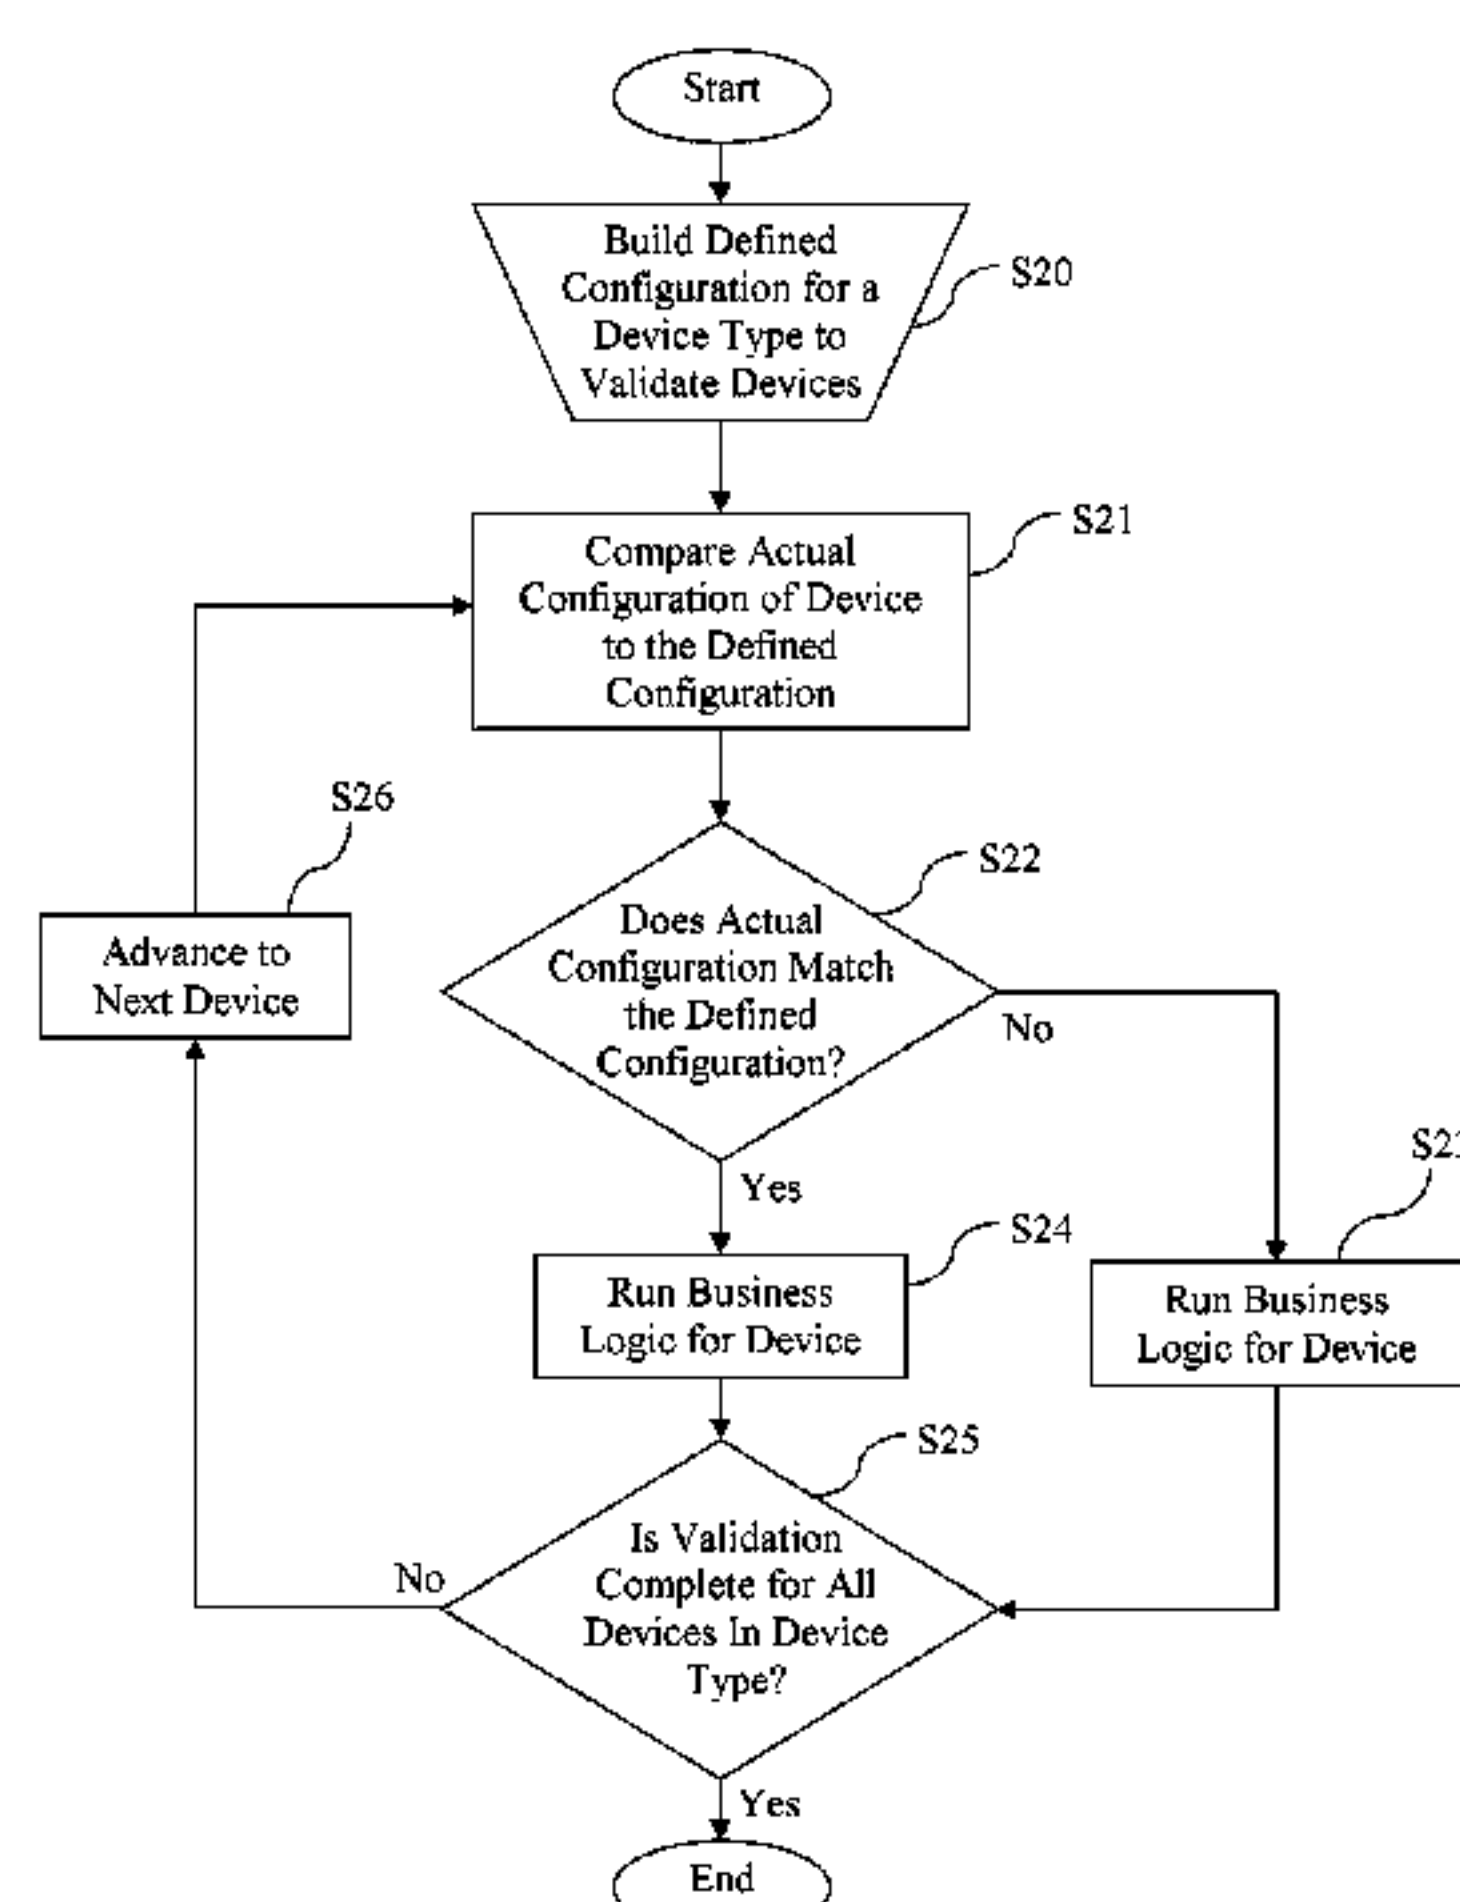 Start
Build Defined
Configuration for a
Device Type to
Validate Devices
S20
Compare Actual
Configuration of Device
to the Defined
Configuration
S21
S26
Advance to
Next Device
Does Actual
Configuration Match
the Defined
Configuration?
S22
No
Yes
Run Business
Logic for Device
S24
Run Business
Logic for Device
Is Validation
Complete for All
Devices In Device
Type?
S25
No
Yes
End